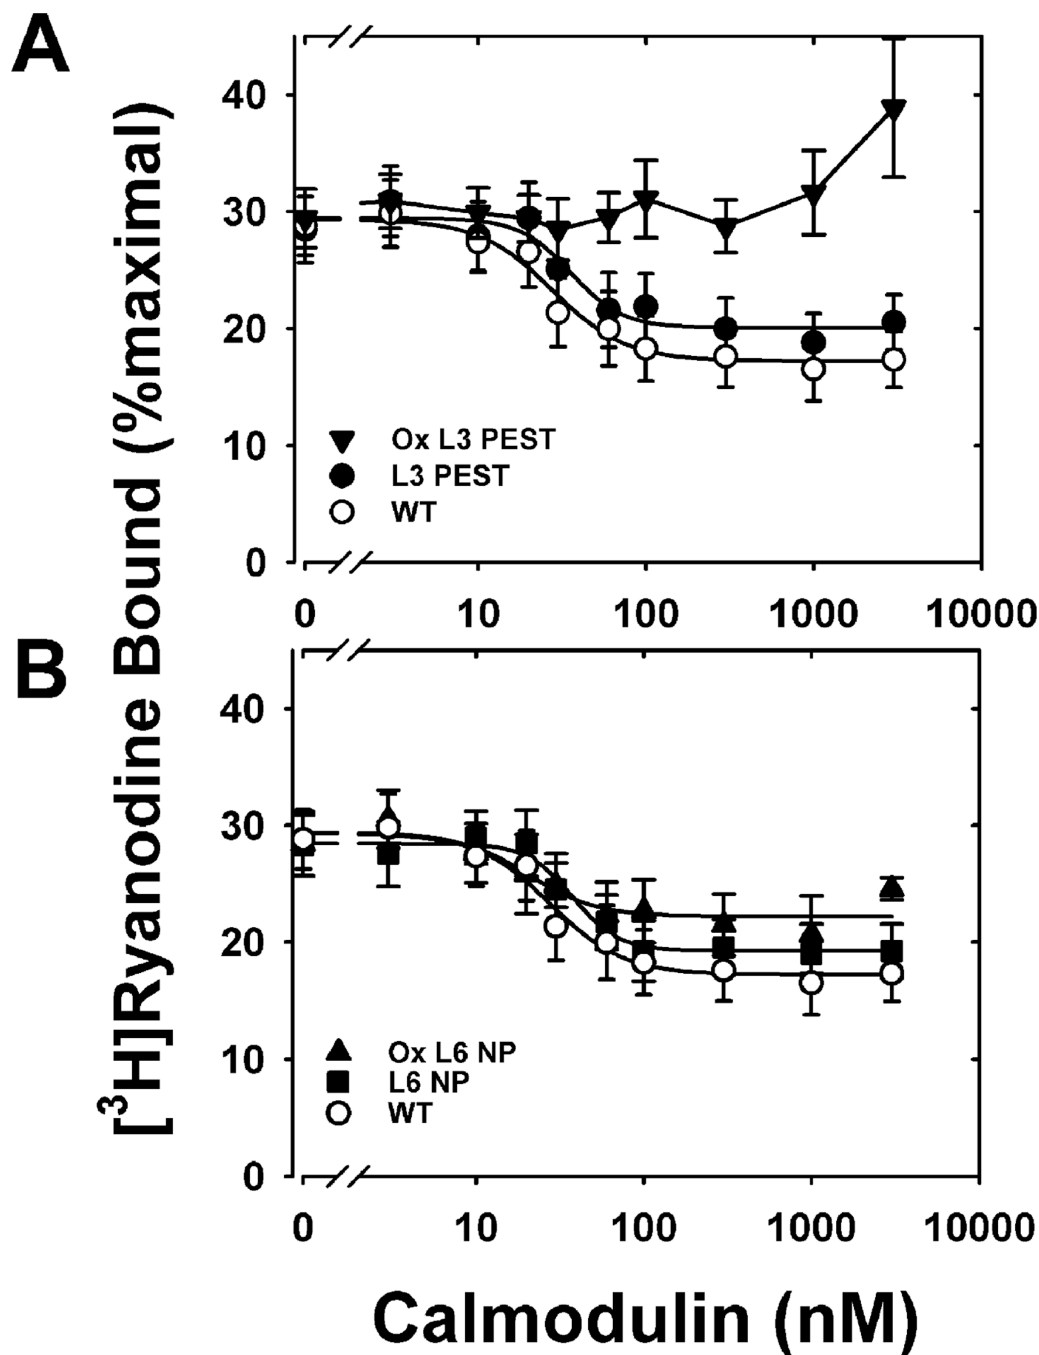 A
40
30
20
10
0
Ox L3 PEST
L3 PEST
WT
0 10 100 1000 10000
B
40
30
20
10
0
Ox L6 NP
L6 NP
WT
0 10 100 1000 10000
[³H]Ryanodine Bound (%maximal)
Calmodulin (nM)